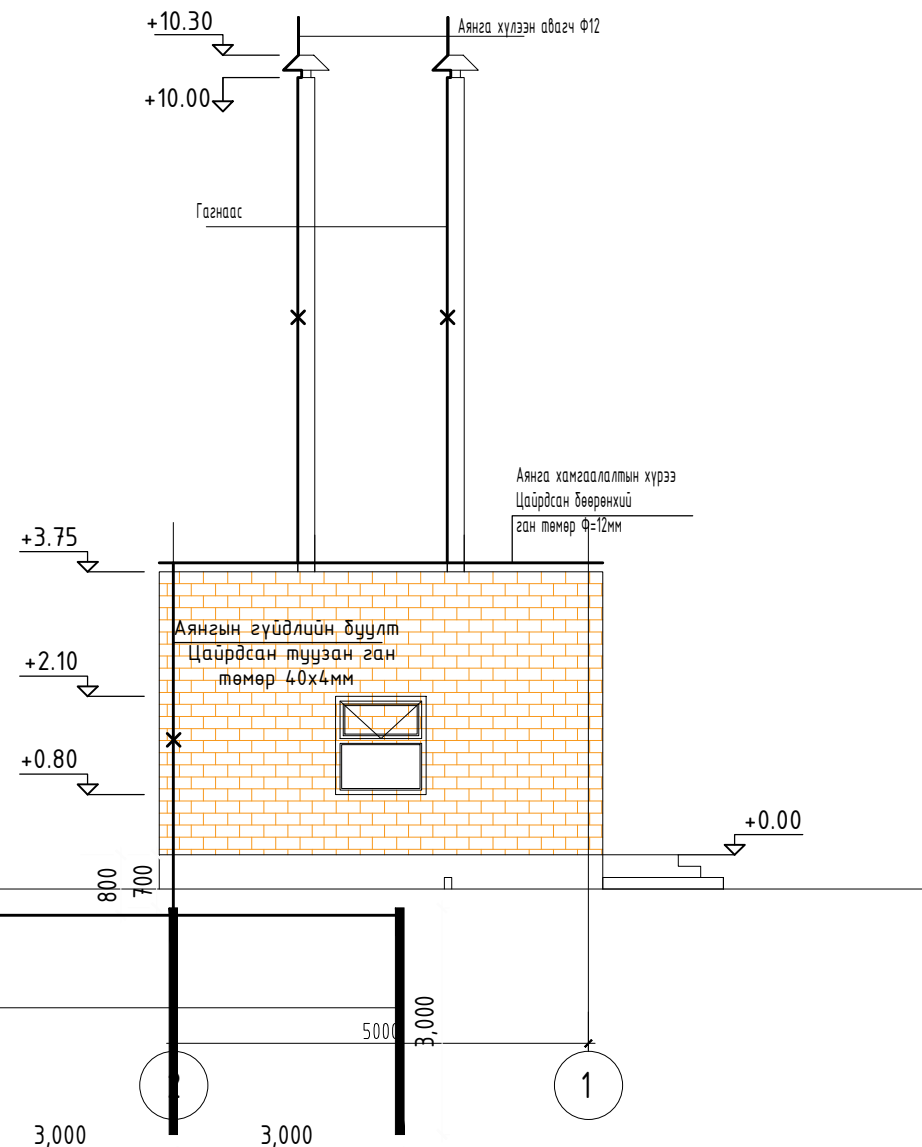 +10.30
Аянга хүлээн авагч Ф12
+10.00
Гагнаас
Аянга хамгаалалтын хүрээ
Цайрдсан бөөрөнхий
ган төмөр Ф=12мм
+3.75
Аянгын гүйдлийн буулт
Цайрдсан туузан ган
төмөр 40х4мм
+2.10
+0.80
+0.00
800
700
5000
3,000
2
1
3,000
3,000